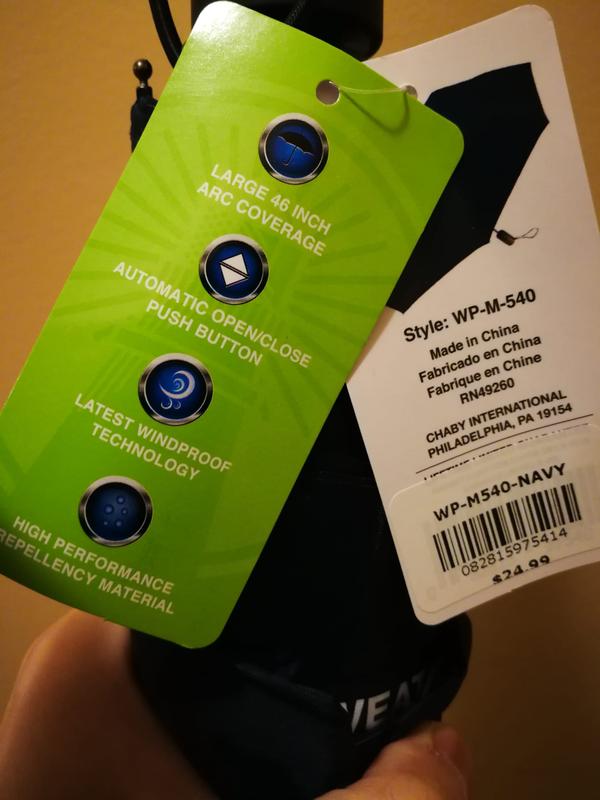 LARGE 46 INCH
ARC COVERAGE
AUTOMATIC OPEN/CLOSE
PUSH BUTTON
LATEST WINDPROOF
TECHNOLOGY
HIGH PERFORMANCE
REPELLENCY MATERIAL
Style: WP-M-540
Made in China
Fabricado en China
Fabrique en Chine
RN49260
CHABY INTERNATIONAL
PHILADELPHIA, PA 19154
WP-M540-NAVY
082815975414
$24.99